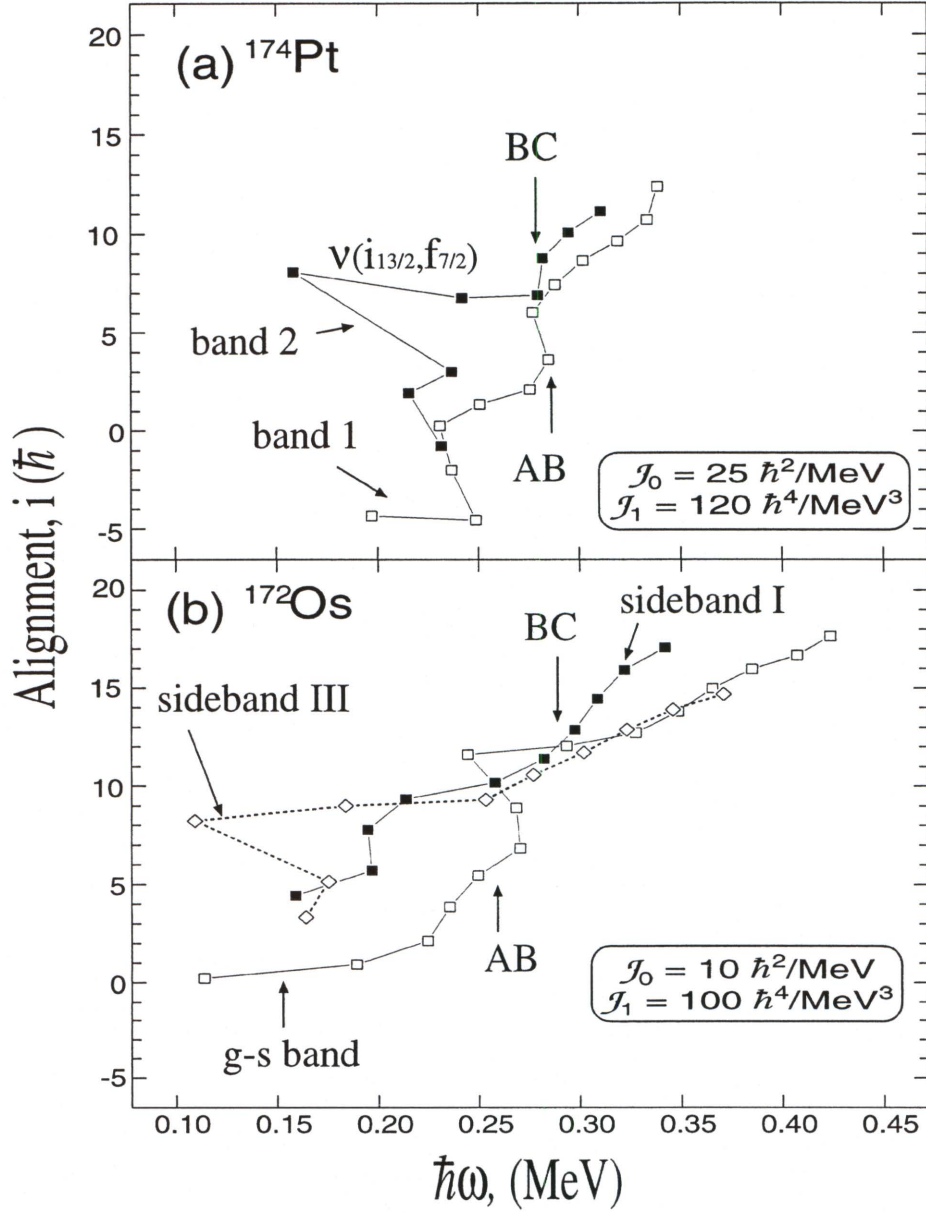 (a) ¹⁷⁴Pt
20
15
10
5
0
-5
BC
ν(i13/2,f7/2)
band 2
band 1
AB
𝒥₀ = 25 ℏ²/MeV
𝒥₁ = 120 ℏ⁴/MeV³
Alignment, i (ℏ)
(b) ¹⁷²Os
20
15
10
5
0
-5
sideband I
BC
sideband III
AB
g-s band
𝒥₀ = 10 ℏ²/MeV
𝒥₁ = 100 ℏ⁴/MeV³
0.10 0.15 0.20 0.25 0.30 0.35 0.40 0.45
ℏω, (MeV)